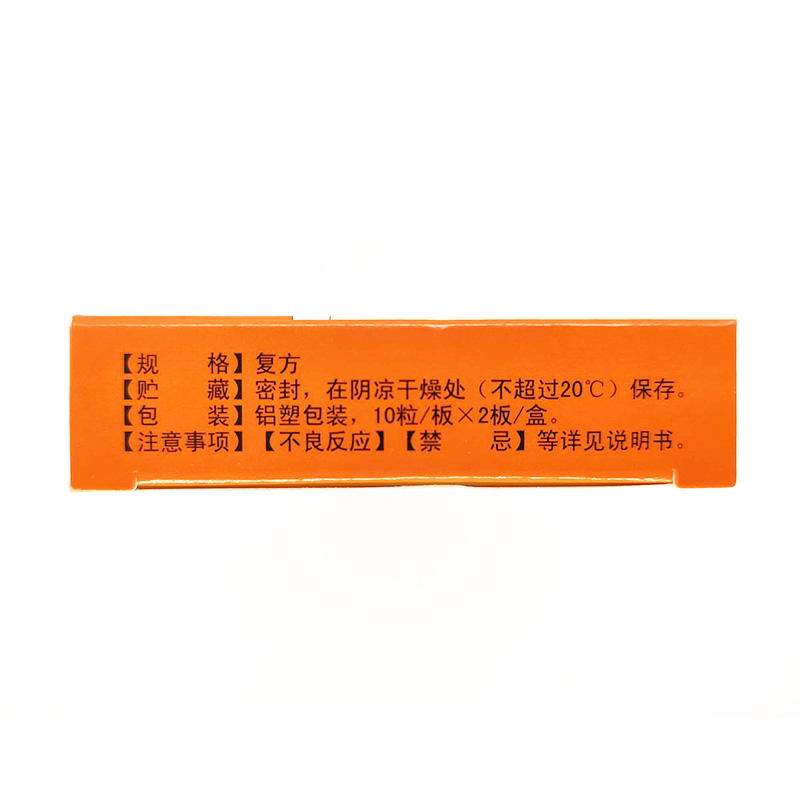 【规　　格】复方
【贮　　藏】密封，在阴凉干燥处（不超过20℃）保存。
【包　　装】铝塑包装，10粒/板×2板/盒。
【注意事项】【不良反应】【禁　　忌】等详见说明书。